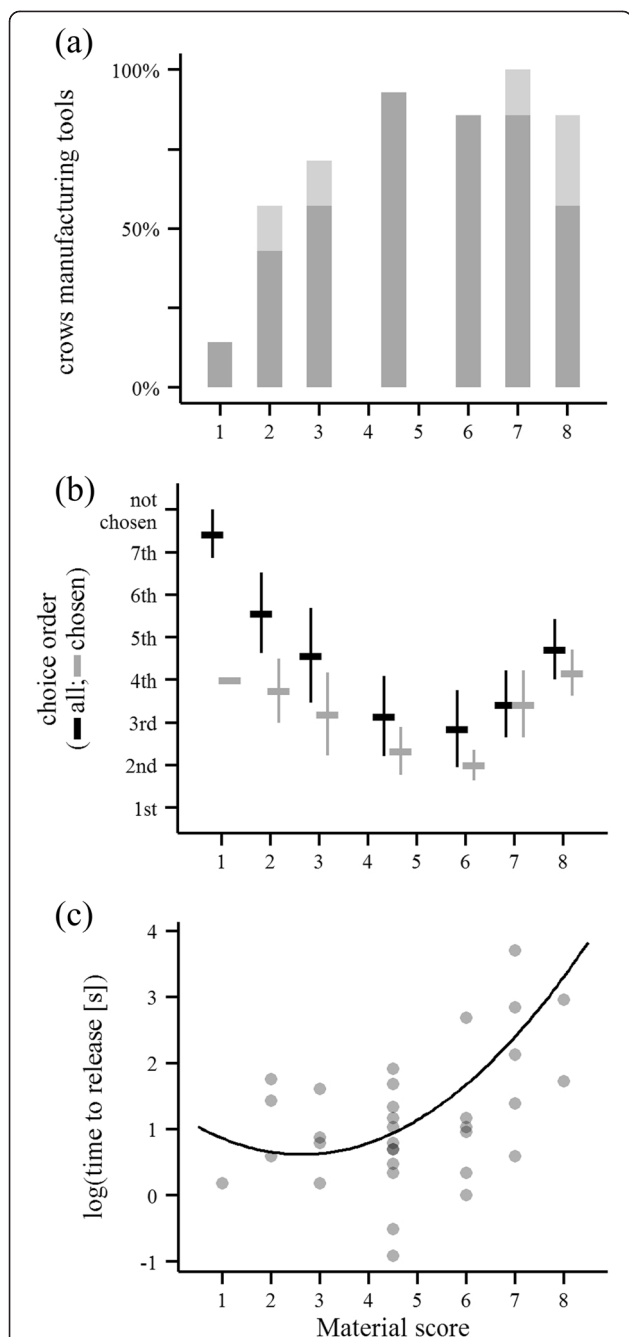 (a)
crows manufacturing tools
100%
50%
0%
1 2 3 4 5 6 7 8
(b)
choice order
(all; chosen)
not
chosen
7th
6th
5th
4th
3rd
2nd
1st
1 2 3 4 5 6 7 8
(c)
log(time to release [s])
4
3
2
1
0
-1
1 2 3 4 5 6 7 8
Material score